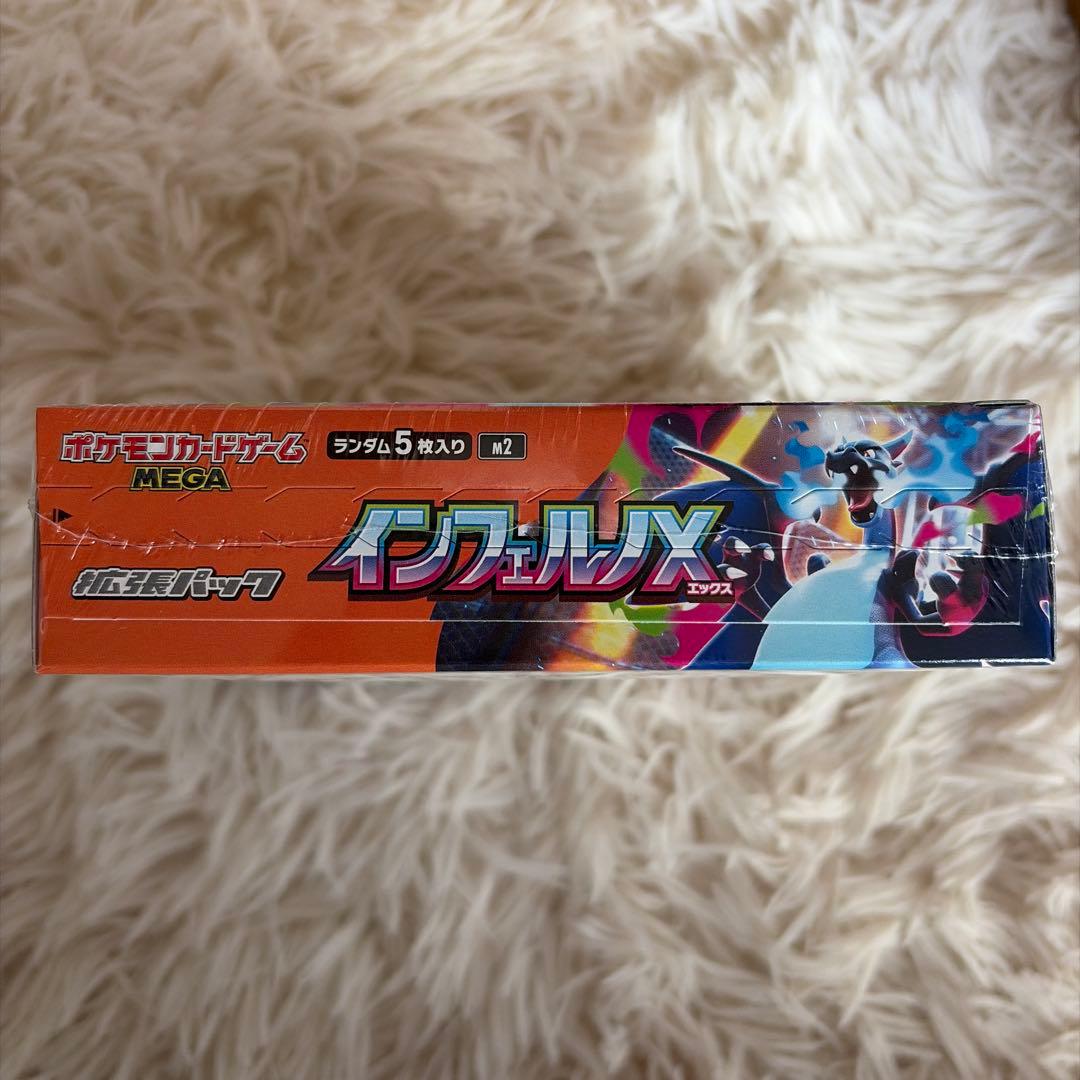 ポケモンカードゲーム
MEGA
ランダム5枚入り
M2
インフェルノX
エックス
拡張パック